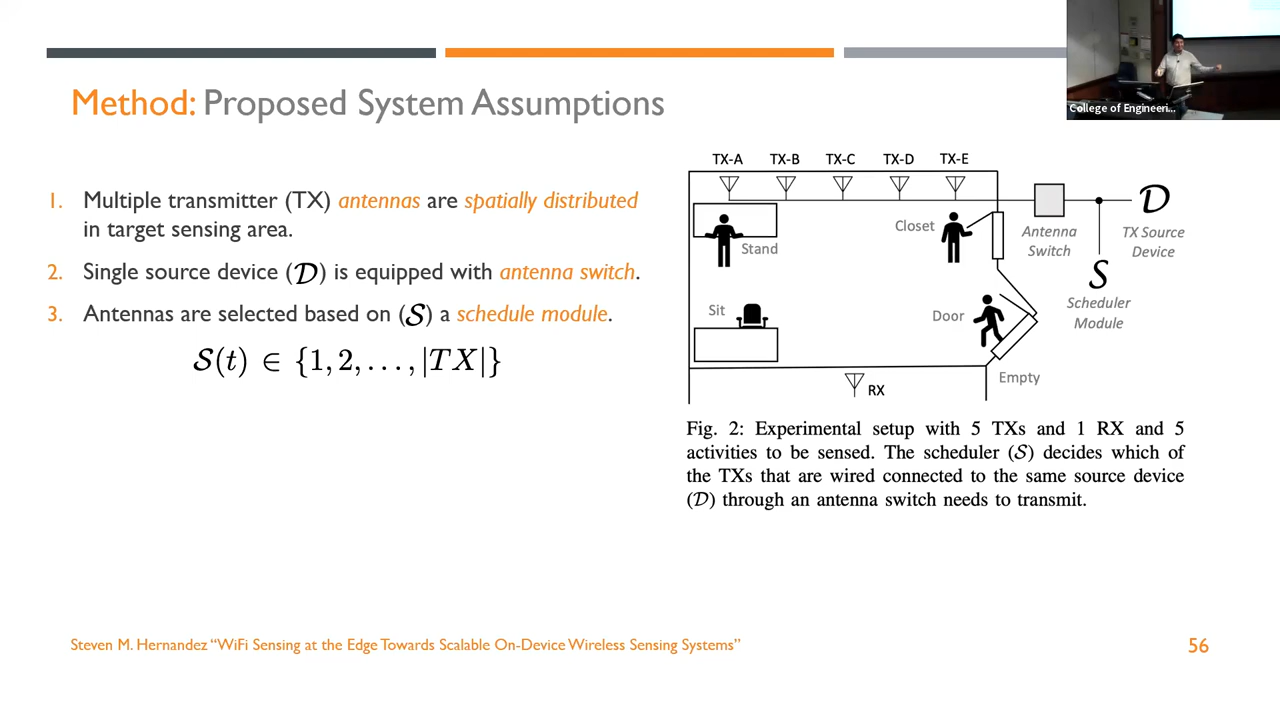 College of Engineeri...
Method: Proposed System Assumptions
1. Multiple transmitter (TX) antennas are spatially distributed
in target sensing area.
2. Single source device (𝒟) is equipped with antenna switch.
3. Antennas are selected based on (𝒮) a schedule module.
𝒮(t) ∈ {1, 2, . . . , |TX|}
TX-A TX-B TX-C TX-D TX-E
Stand
Closet
Antenna
Switch
𝒟
TX Source
Device
𝒮
Scheduler
Module
Sit
Door
Empty
RX
Fig. 2: Experimental setup with 5 TXs and 1 RX and 5
activities to be sensed. The scheduler (𝒮) decides which of
the TXs that are wired connected to the same source device
(𝒟) through an antenna switch needs to transmit.
Steven M. Hernandez “WiFi Sensing at the Edge Towards Scalable On-Device Wireless Sensing Systems”
56